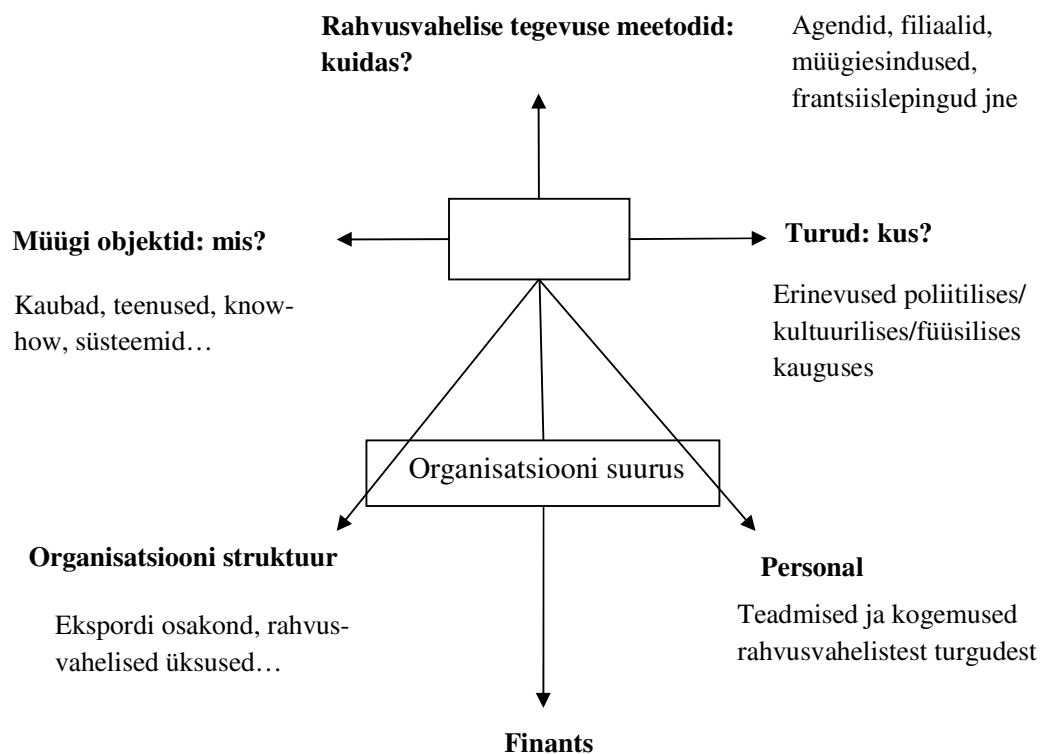 Rahvusvahelise tegevuse meetodid:
kuidas?
Agendid, filiaalid,
müügiesindused,
frantsiislepingud jne
Müügi objektid: mis?
Kaubad, teenused, know-
how, süsteemid…
Turud: kus?
Erinevused poliitilises/
kultuurilises/füüsilises
kauguses
Organisatsiooni suurus
Organisatsiooni struktuur
Ekspordi osakond, rahvus-
vahelised üksused…
Personal
Teadmised ja kogemused
rahvusvahelistest turgudest
Finants